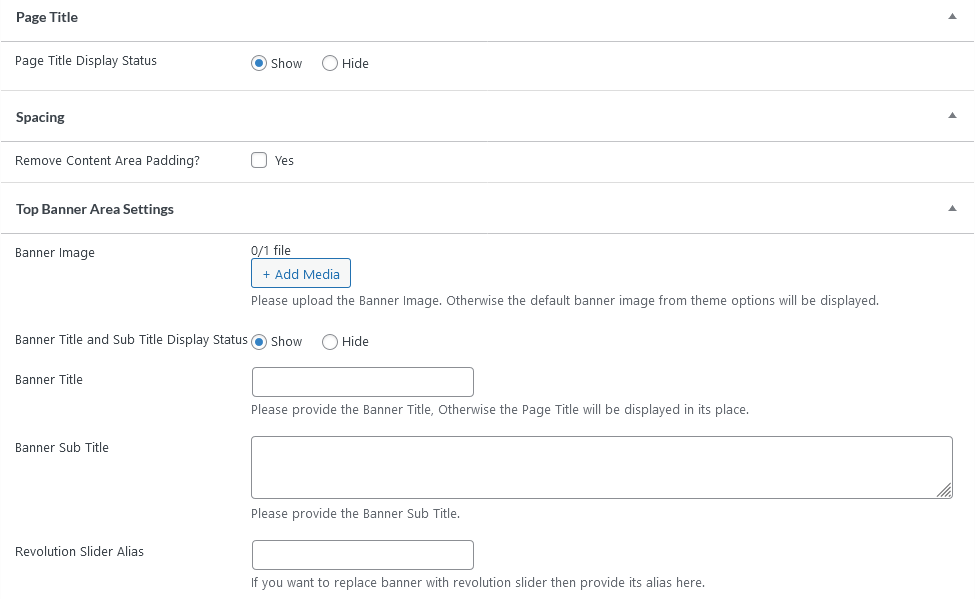 Page Title
Page Title Display Status
Show Hide
Spacing
Remove Content Area Padding?
Yes
Top Banner Area Settings
Banner Image
0/1 file
+ Add Media
Please upload the Banner Image. Otherwise the default banner image from theme options will be displayed.
Banner Title and Sub Title Display Status
Show Hide
Banner Title
Please provide the Banner Title, Otherwise the Page Title will be displayed in its place.
Banner Sub Title
Please provide the Banner Sub Title.
Revolution Slider Alias
If you want to replace banner with revolution slider then provide its alias here.